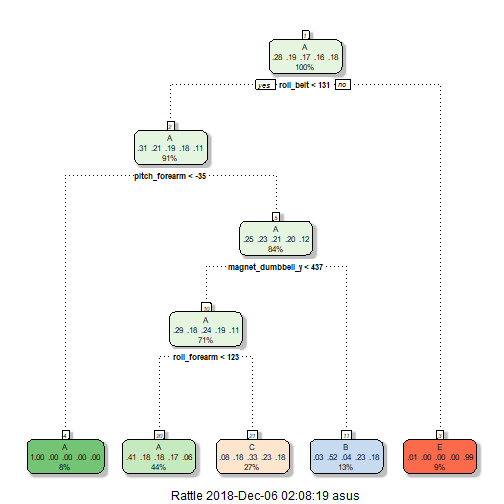 1
A
.28 .19 .17 .16 .18
100%
yes roll_belt < 131 no
2
A
.31 .21 .19 .18 .11
91%
pitch_forearm < -35
5
A
.25 .23 .21 .20 .12
84%
magnet_dumbbell_y < 437
10
A
.29 .18 .24 .19 .11
71%
roll_forearm < 123
4
A
1.00 .00 .00 .00 .00
8%
20
A
.41 .18 .18 .17 .06
44%
21
C
.08 .18 .33 .23 .18
27%
11
B
.03 .52 .04 .23 .18
13%
3
E
.01 .00 .00 .00 .99
9%
Rattle 2018-Dec-06 02:08:19 asus